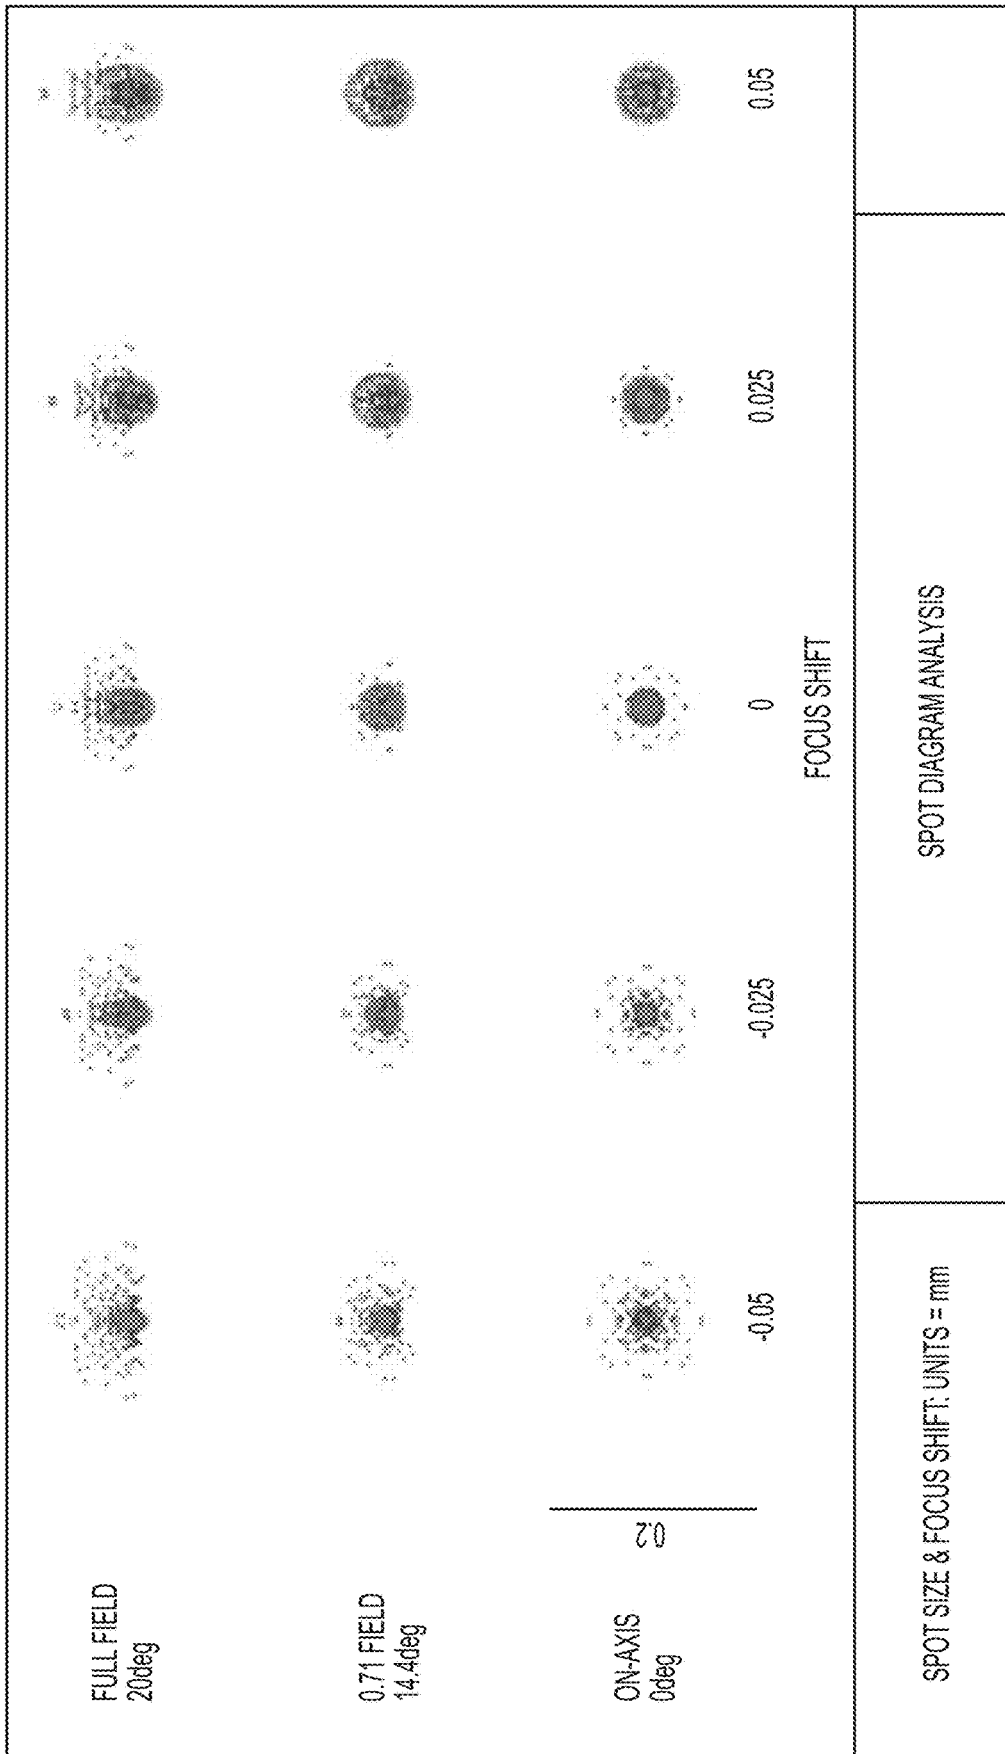 FULL FIELD
20deg
0.71 FIELD
14.4deg
ON-AXIS
0deg
0.2
-0.05
-0.025
0
0.025
0.05
FOCUS SHIFT
SPOT SIZE & FOCUS SHIFT: UNITS = mm
SPOT DIAGRAM ANALYSIS